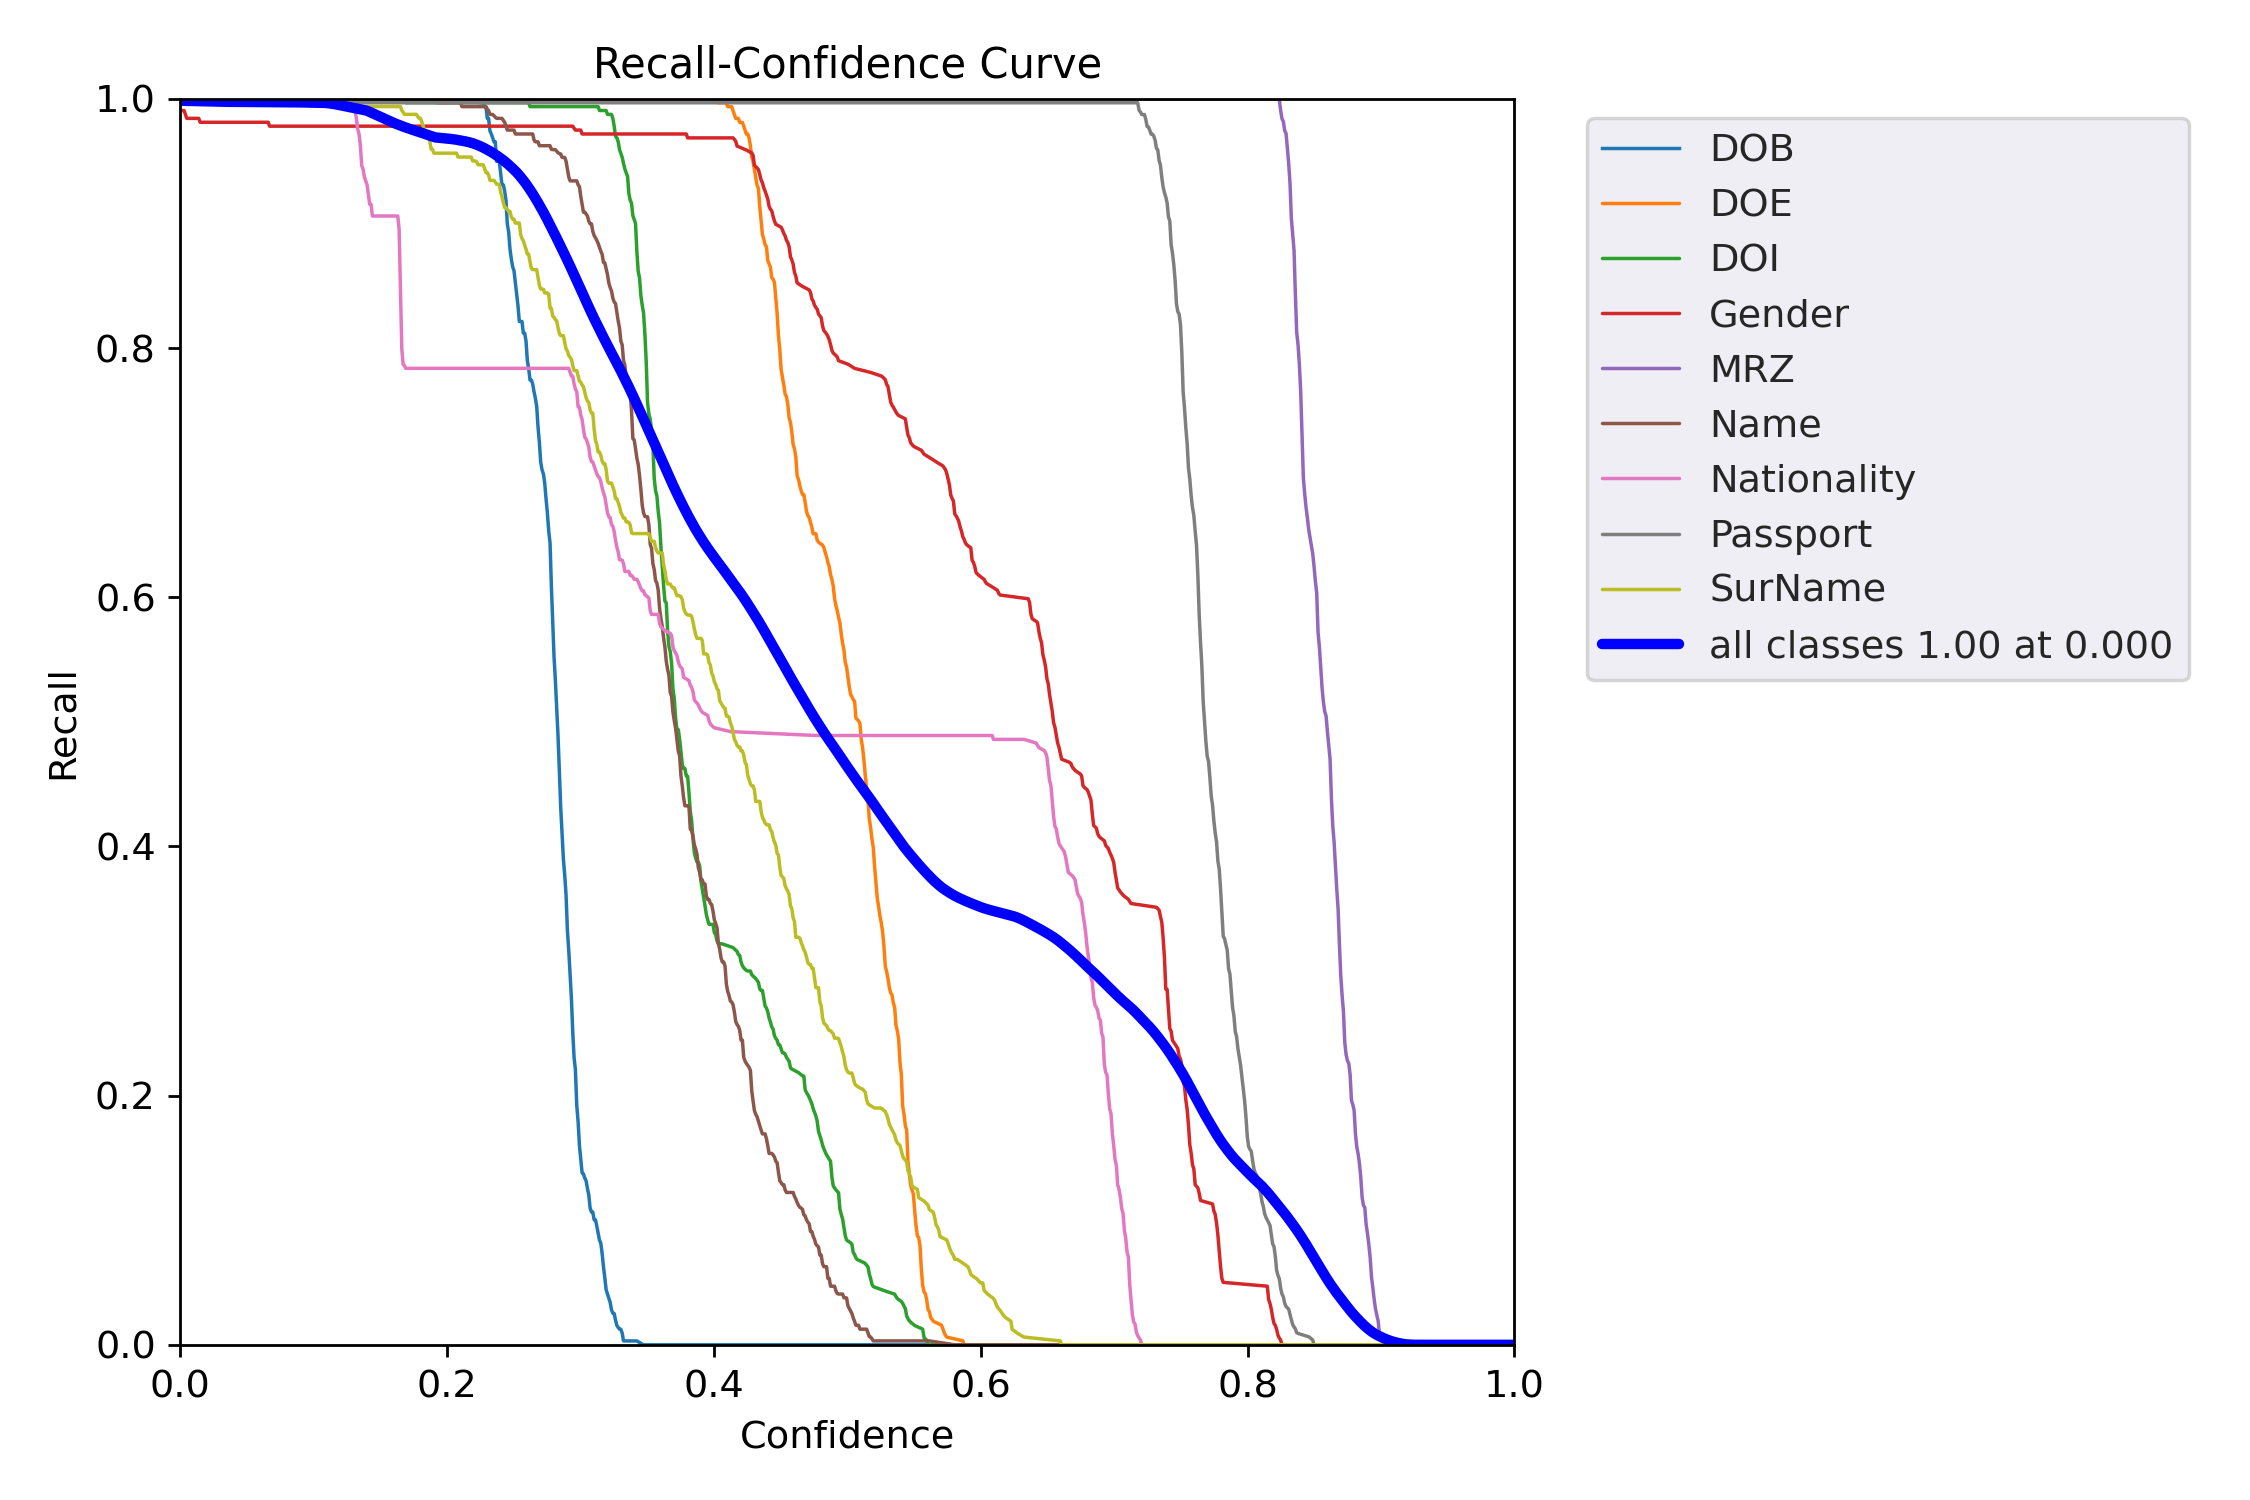 Recall-Confidence Curve
1.0
0.8
0.6
0.4
0.2
0.0
Recall
0.0 0.2 0.4 0.6 0.8 1.0
Confidence
DOB
DOE
DOI
Gender
MRZ
Name
Nationality
Passport
SurName
all classes 1.00 at 0.000